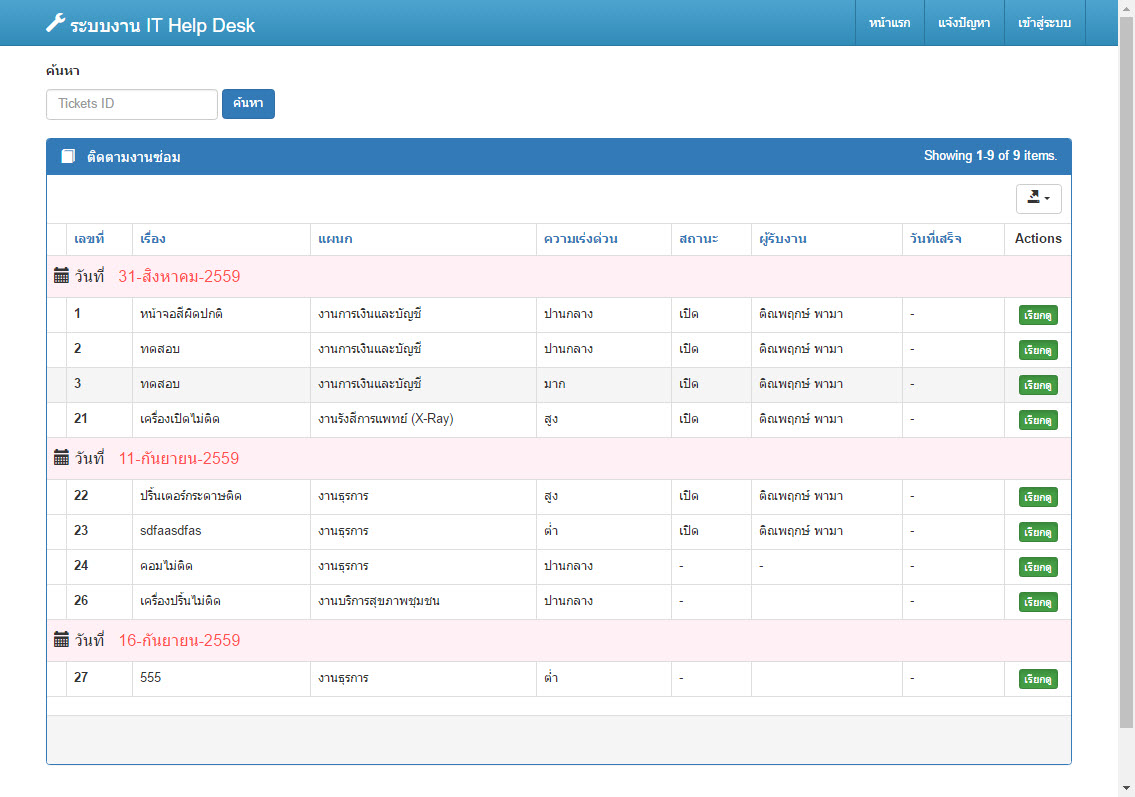 ระบบงาน IT Help Desk หน้าแรก แจ้งปัญหา เข้าสู่ระบบ
ค้นหา
Tickets ID ค้นหา
ติดตามงานซ่อม Showing 1-9 of 9 items.
เลขที่ เรื่อง แผนก ความเร่งด่วน สถานะ ผู้รับงาน วันที่เสร็จ Actions
วันที่ 31-สิงหาคม-2559
1 หน้าจอสีผิดปกติ งานการเงินและบัญชี ปานกลาง เปิด ติณพฤกษ์ พามา - เรียกดู
2 ทดสอบ งานการเงินและบัญชี ปานกลาง เปิด ติณพฤกษ์ พามา - เรียกดู
3 ทดสอบ งานการเงินและบัญชี มาก เปิด ติณพฤกษ์ พามา - เรียกดู
21 เครื่องเปิดไม่ติด งานรังสีการแพทย์ (X-Ray) สูง เปิด ติณพฤกษ์ พามา - เรียกดู
วันที่ 11-กันยายน-2559
22 ปริ้นเตอร์กระดาษติด งานธุรการ สูง เปิด ติณพฤกษ์ พามา - เรียกดู
23 sdfaasdfas งานธุรการ ต่ำ เปิด ติณพฤกษ์ พามา - เรียกดู
24 คอมไม่ติด งานธุรการ ปานกลาง - - - เรียกดู
26 เครื่องปริ้นไม่ติด งานบริการสุขภาพชุมชน ปานกลาง - - เรียกดู
วันที่ 16-กันยายน-2559
27 555 งานธุรการ ต่ำ - - เรียกดู